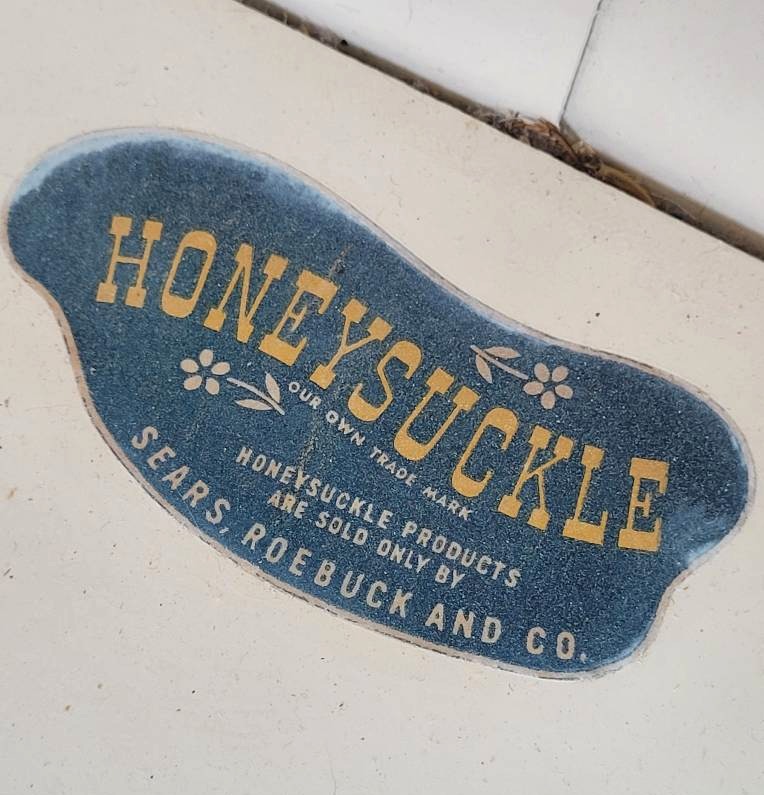 HONEYSUCKLE
OUR OWN TRADE MARK
HONEYSUCKLE PRODUCTS
ARE SOLD ONLY BY
SEARS, ROEBUCK AND CO.